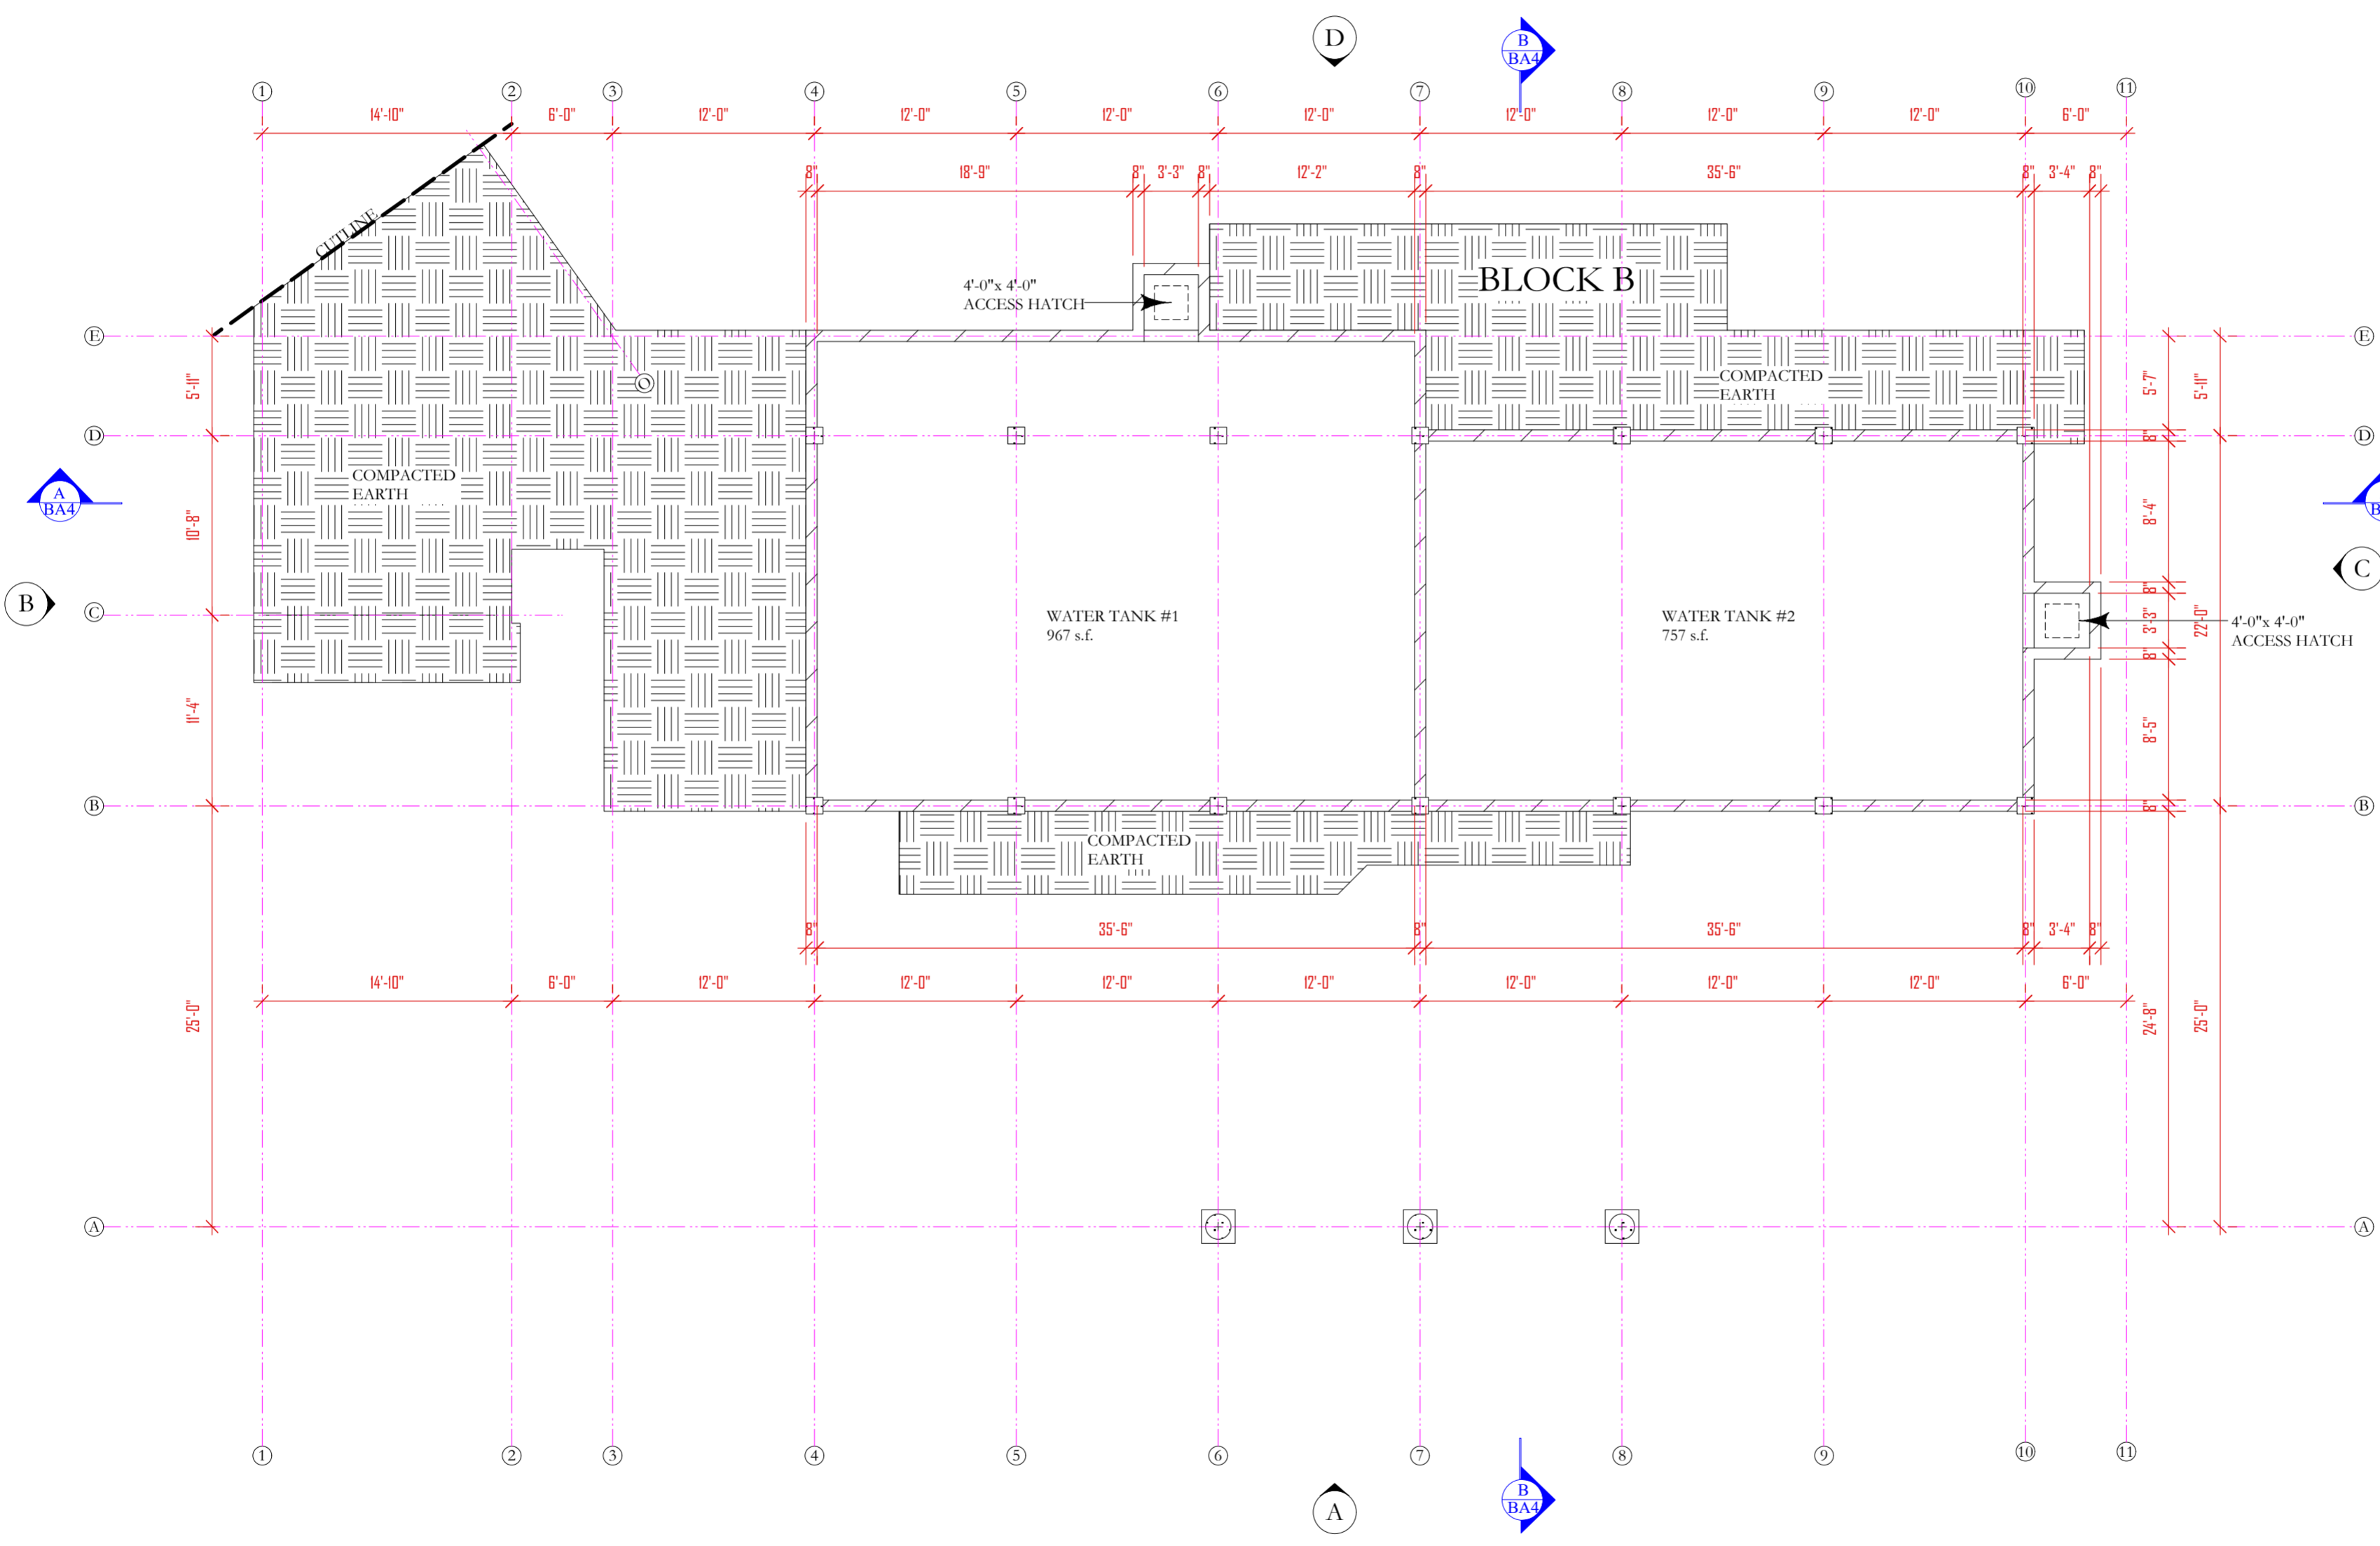 D
B
BA4
1 2 3 4 5 6 7 8 9 10 11
14'-10" 6'-0" 12'-0" 12'-0" 12'-0" 12'-0" 12'-0" 12'-0" 12'-0" 6'-0"
8" 18'-9" 8" 3'-3" 8" 12'-2" 8" 35'-6" 8" 3'-4" 8"
CUTLINE
4'-0"x 4'-0"
ACCESS HATCH
BLOCK B
E
E
5'-11"
5'-7"
5'-11"
COMPACTED
EARTH
D
D
8"
COMPACTED
EARTH
A
BA4
10'-8"
8'-4"
B
C
C
8"
3'-3"
8"
22'-0"
WATER TANK #1
967 s.f.
WATER TANK #2
757 s.f.
4'-0"x 4'-0"
ACCESS HATCH
11'-4"
8'-5"
B
B
8"
COMPACTED
EARTH
8" 35'-6" 8" 35'-6" 8" 3'-4" 8"
14'-10" 6'-0" 12'-0" 12'-0" 12'-0" 12'-0" 12'-0" 12'-0" 12'-0" 6'-0"
25'-0"
24'-8"
25'-0"
A
A
1 2 3 4 5 6 7 8 9 10 11
B
BA4
A